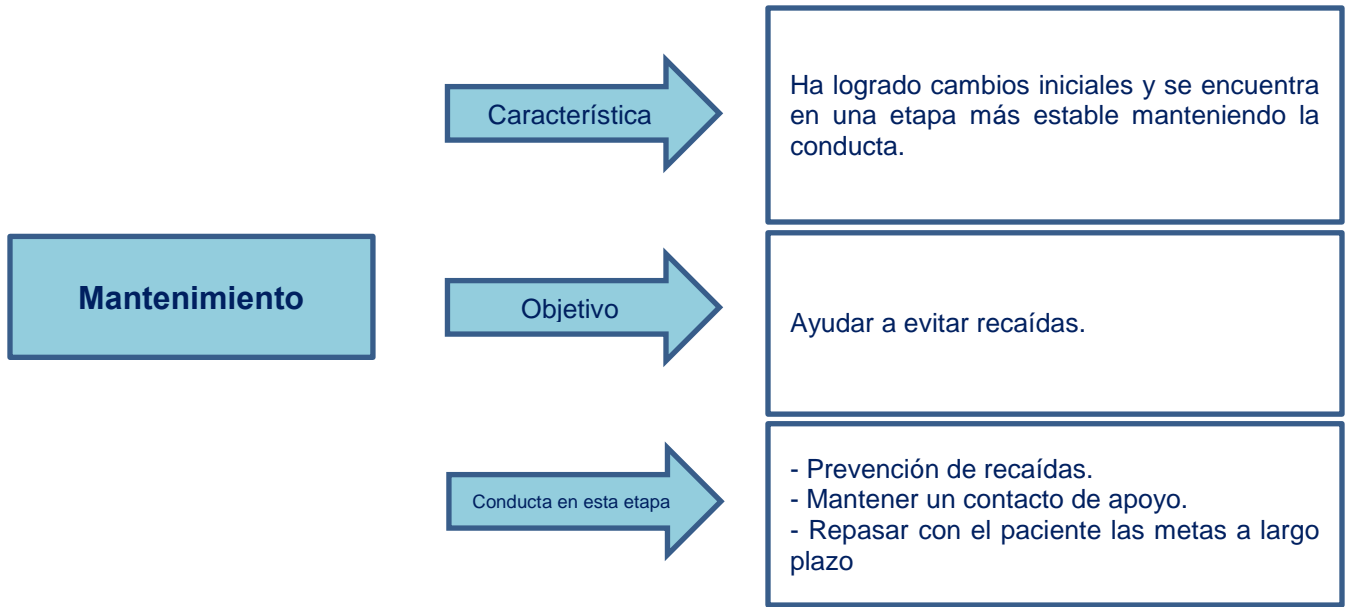 Característica
Ha logrado cambios iniciales y se encuentra
en una etapa más estable manteniendo la
conducta.
Mantenimiento
Objetivo
Ayudar a evitar recaídas.
Conducta en esta etapa
- Prevención de recaídas.
- Mantener un contacto de apoyo.
- Repasar con el paciente las metas a largo
plazo